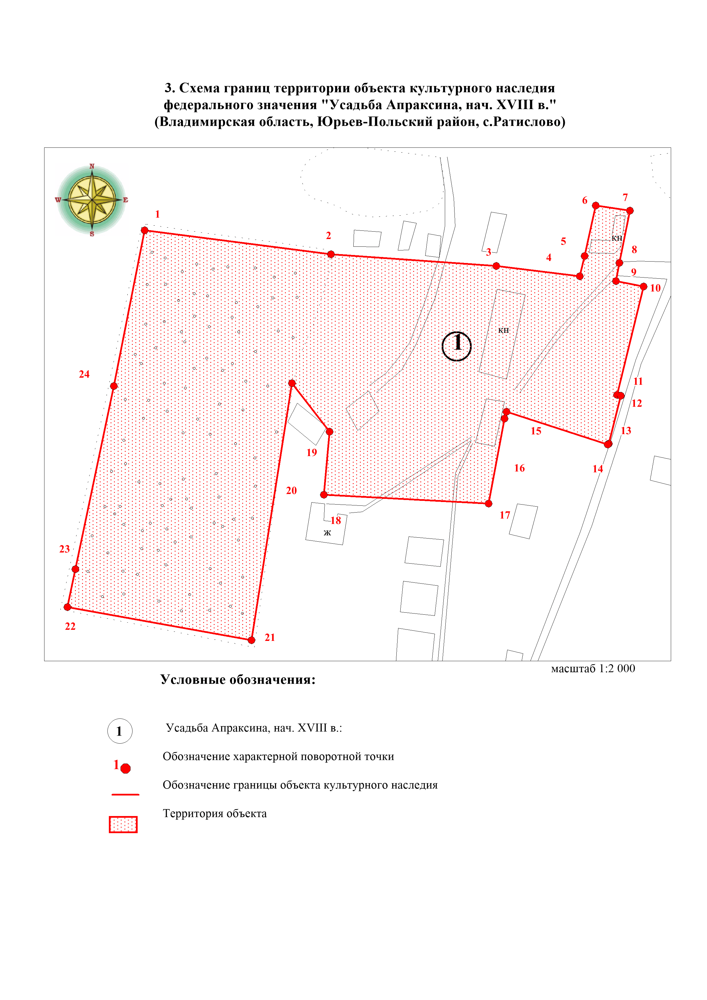 3. Схема границ территории объекта культурного наследия
федерального значения "Усадьба Апраксина, нач. XVIII в."
(Владимирская область, Юрьев-Польский район, с.Ратислово)
N
W
E
S
1
2
3
4
5
6
7
8
9
10
11
12
13
14
15
16
17
18
19
20
21
22
23
24
кн
кн
1
ж
масштаб 1:2 000
Условные обозначения:
1 Усадьба Апраксина, нач. XVIII в.:
1 Обозначение характерной поворотной точки
Обозначение границы объекта культурного наследия
Территория объекта